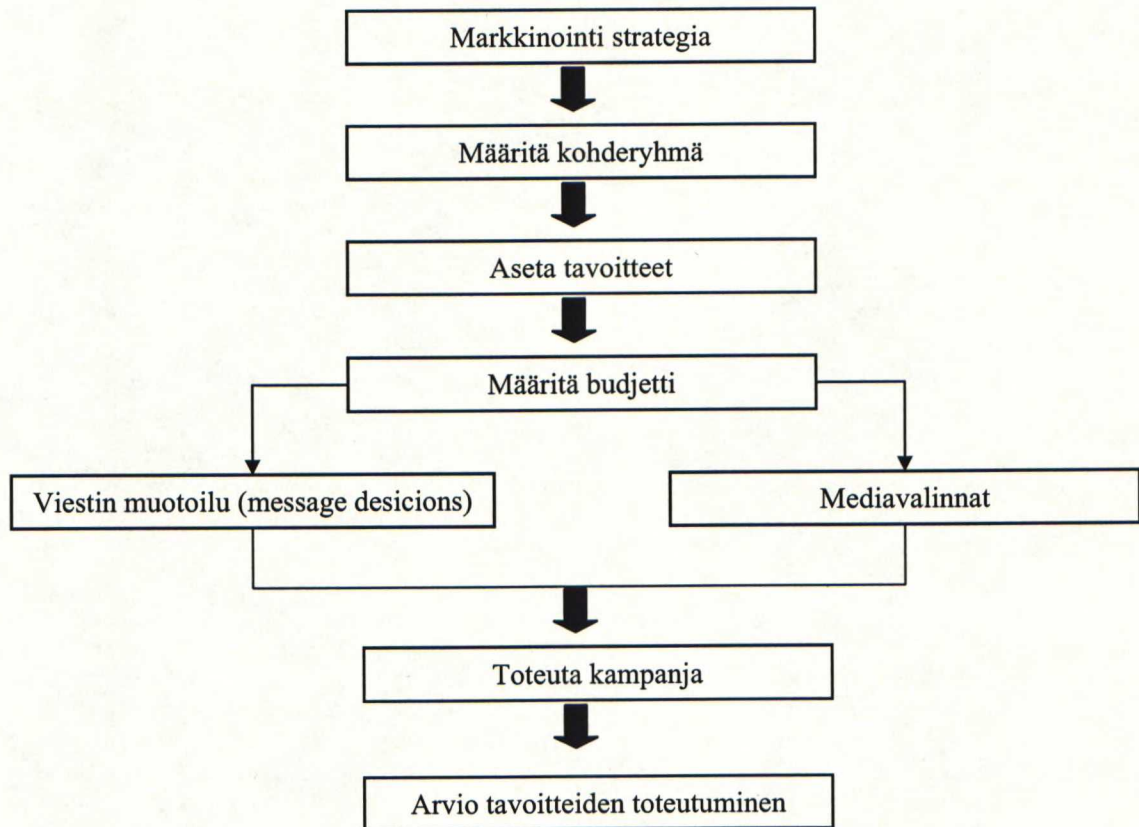 Markkinointi strategia
Määritä kohderyhmä
Aseta tavoitteet
Määritä budjetti
Viestin muotoilu (message desicions)
Mediavalinnat
Toteuta kampanja
Arvio tavoitteiden toteutuminen